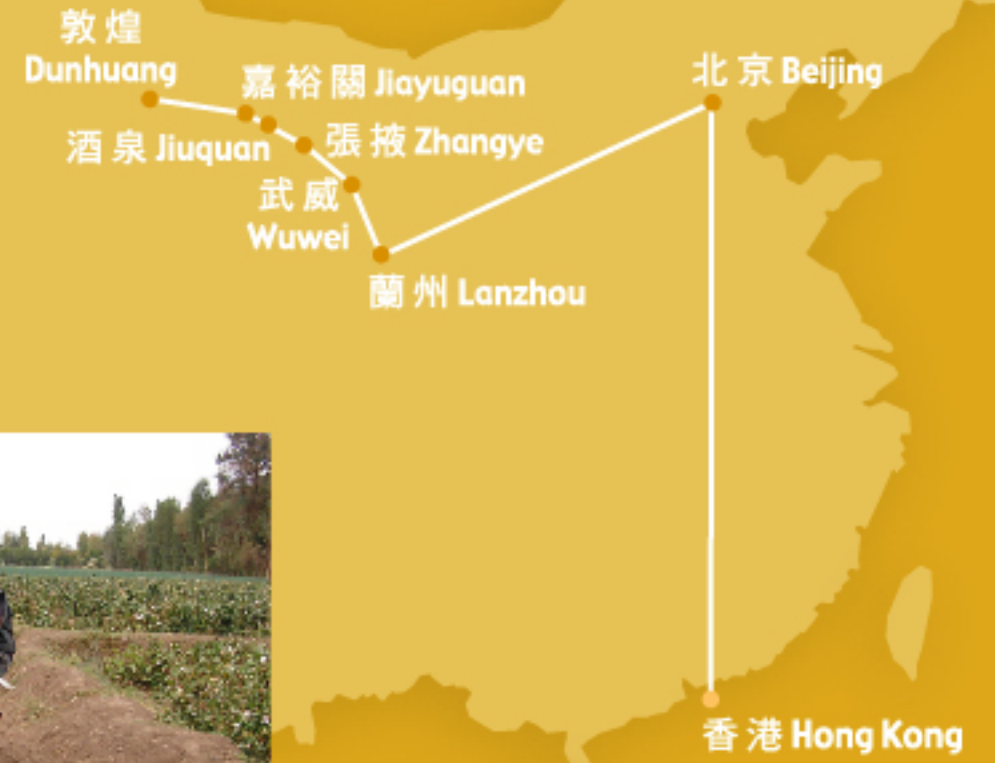 敦煌
Dunhuang
嘉裕關 Jiayuguan
北京 Beijing
酒泉 Jiuquan
張掖 Zhangye
武威
Wuwei
蘭州 Lanzhou
香港 Hong Kong